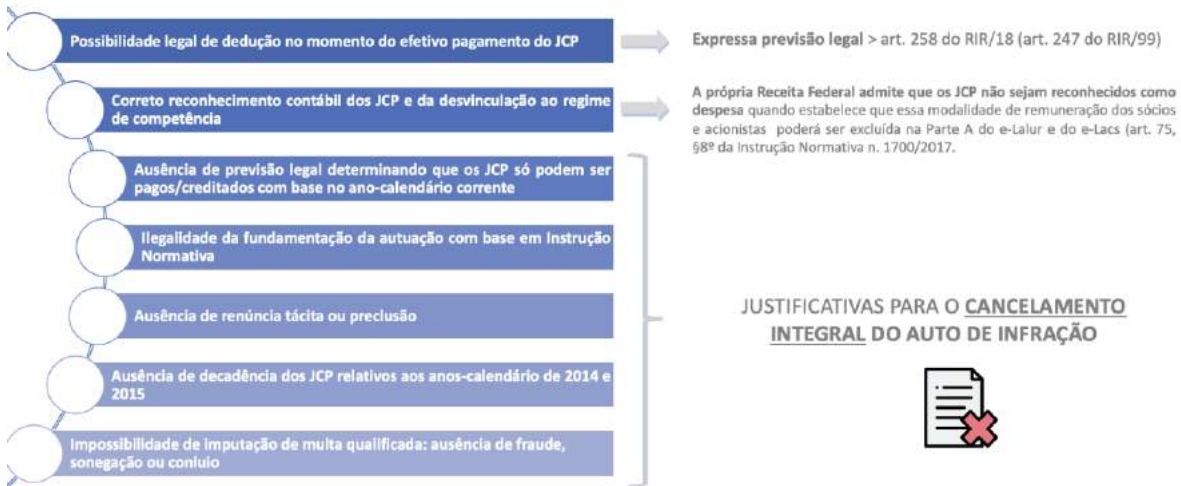 Possibilidade legal de dedução no momento do efetivo pagamento do JCP
Expressa previsão legal > art. 258 do RIR/18 (art. 247 do RIR/99)
Correto reconhecimento contábil dos JCP e da desvinculação ao regime
de competência
A própria Receita Federal admite que os JCP não sejam reconhecidos como
despesa quando estabelece que essa modalidade de remuneração dos sócios
e acionistas poderá ser excluída na Parte A do e-Lalur e do e-Lacs (art. 75,
§8º da Instrução Normativa n. 1700/2017.
Ausência de previsão legal determinando que os JCP só podem ser
pagos/creditados com base no ano-calendário corrente
Ilegalidade da fundamentação da autuação com base em Instrução
Normativa
Ausência de renúncia tácita ou preclusão
Ausência de decadência dos JCP relativos aos anos-calendário de 2014 e
2015
Impossibilidade de imputação de multa qualificada: ausência de fraude,
sonegação ou conluio
JUSTIFICATIVAS PARA O CANCELAMENTO
INTEGRAL DO AUTO DE INFRAÇÃO